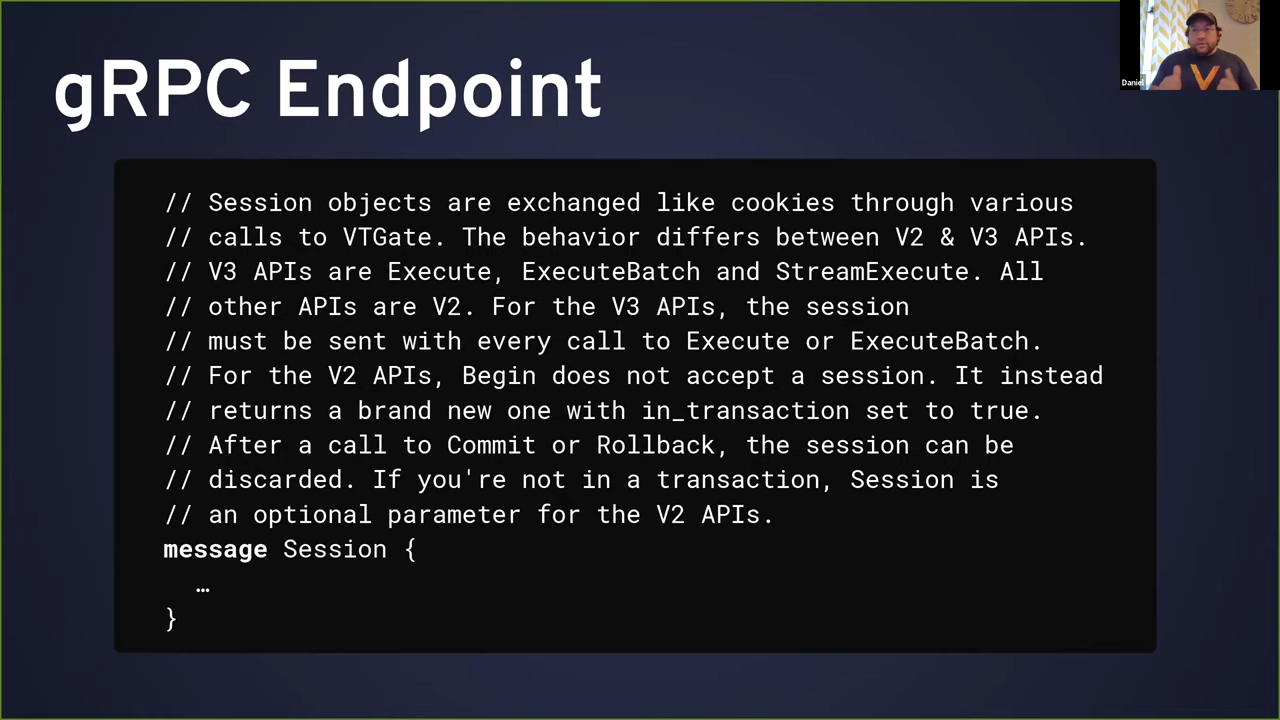 gRPC Endpoint
// Session objects are exchanged like cookies through various
// calls to VTGate. The behavior differs between V2 & V3 APIs.
// V3 APIs are Execute, ExecuteBatch and StreamExecute. All
// other APIs are V2. For the V3 APIs, the session
// must be sent with every call to Execute or ExecuteBatch.
// For the V2 APIs, Begin does not accept a session. It instead
// returns a brand new one with in_transaction set to true.
// After a call to Commit or Rollback, the session can be
// discarded. If you're not in a transaction, Session is
// an optional parameter for the V2 APIs.
message Session {
…
}
Daniel
V